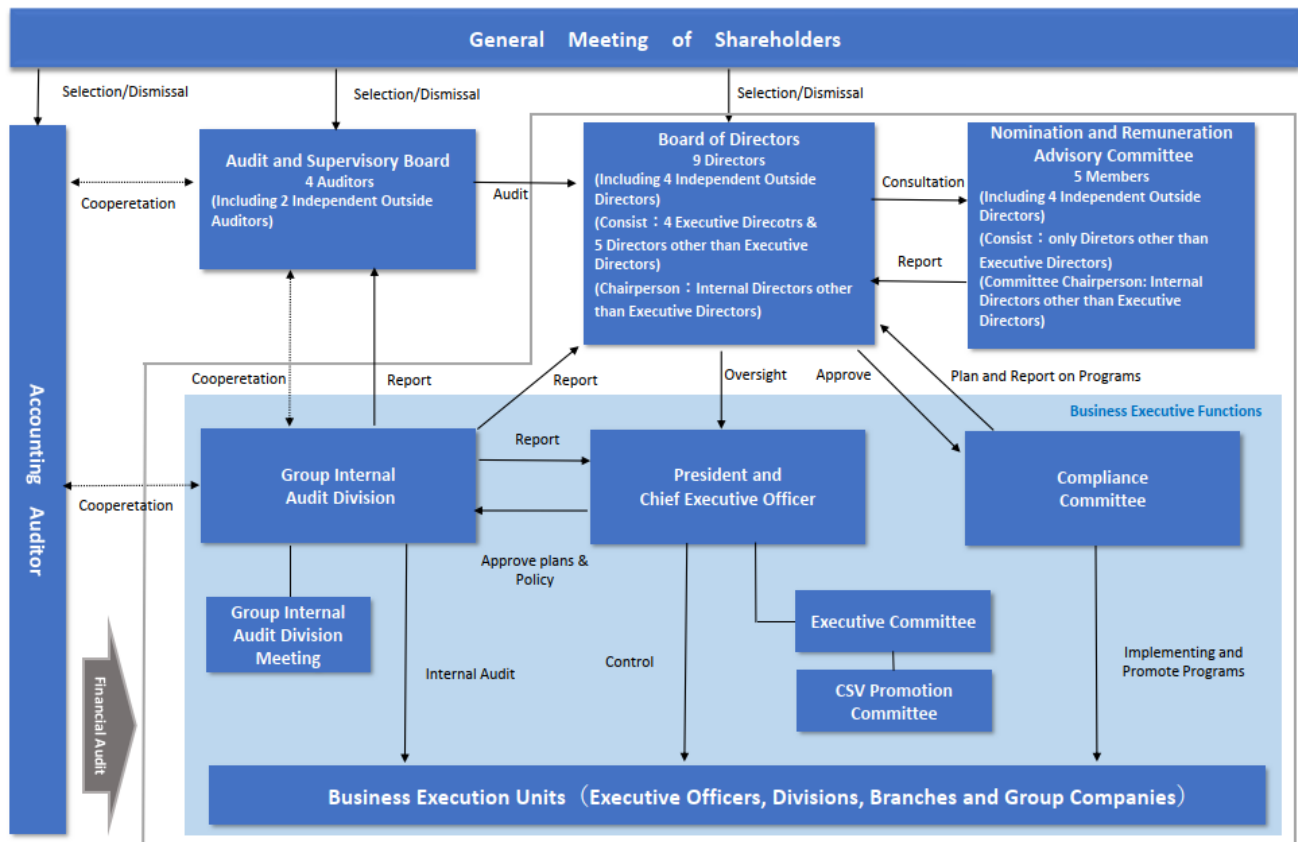 General Meeting of Shareholders
Selection/Dismissal
Selection/Dismissal
Selection/Dismissal
Audit and Supervisory Board
4 Auditors
(Including 2 Independent Outside
Auditors)
Cooperetation
Audit
Board of Directors
9 Directors
(Including 4 Independent Outside
Directors)
(Consist：4 Executive Direcotrs &
5 Directors other than Executive
Directors)
(Chairperson：Internal Directors other
than Executive Directors)
Consultation
Report
Nomination and Remuneration
Advisory Committee
5 Members
(Including 4 Independent Outside
Directors)
(Consist：only Diretors other than
Executive Directors)
(Committee Chairperson: Internal
Directors other than Executive
Directors)
Accounting Auditor
Cooperetation
Report
Report
Oversight
Approve
Plan and Report on Programs
Business Executive Functions
Group Internal
Audit Division
Report
President and
Chief Executive Officer
Compliance
Committee
Cooperetation
Approve plans &
Policy
Group Internal
Audit Division
Meeting
Executive Committee
CSV Promotion
Committee
Internal Audit
Control
Implementing and
Promote Programs
Financial Audit
Business Execution Units（Executive Officers, Divisions, Branches and Group Companies）